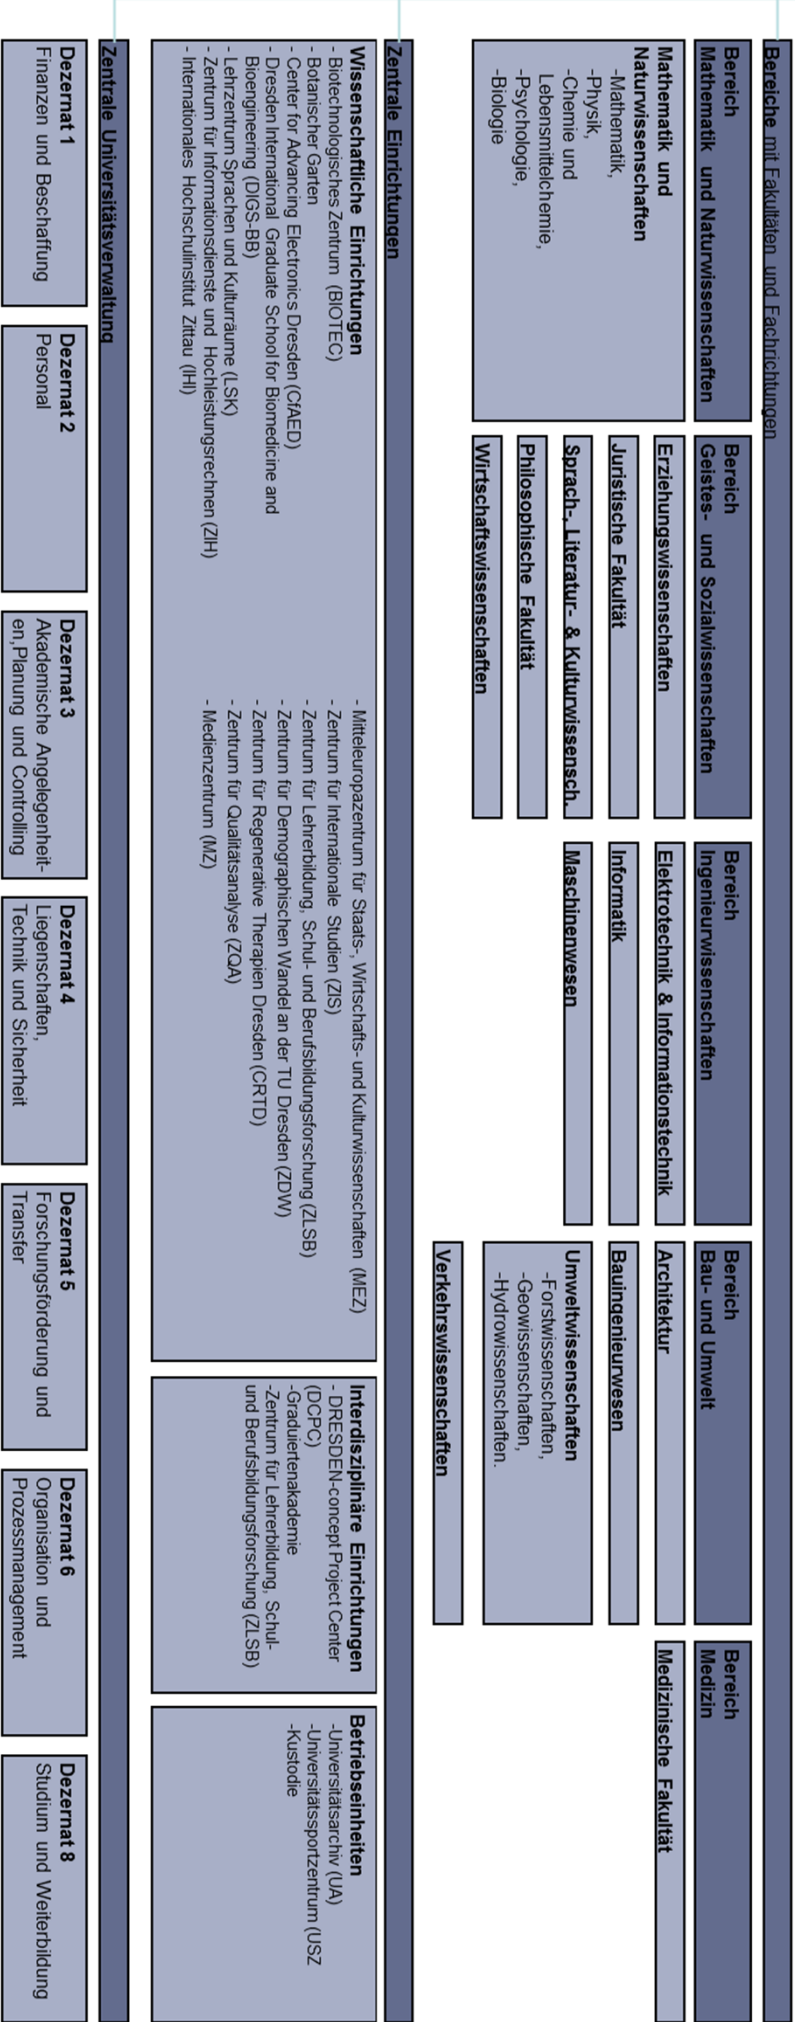 Bereiche mit Fakultäten und Fachrichtungen
Bereich
Mathematik und Naturwissenschaften
Mathematik und
Naturwissenschaften
-Mathematik,
-Physik,
-Chemie und
Lebensmittelchemie,
-Psychologie,
-Biologie
Bereich
Geistes- und Sozialwissenschaften
Erziehungswissenschaften
Juristische Fakultät
Sprach-, Literatur- & Kulturwissensch.
Philosophische Fakultät
Wirtschaftswissenschaften
Bereich
Ingenieurwissenschaften
Elektrotechnik & Informationstechnik
Informatik
Maschinenwesen
Bereich
Bau- und Umwelt
Architektur
Bauingenieurwesen
Umweltwissenschaften
-Forstwissenschaften,
-Geowissenschaften,
-Hydrowissenschaften.
Verkehrswissenschaften
Bereich
Medizin
Medizinische Fakultät
Zentrale Einrichtungen
Wissenschaftliche Einrichtungen
- Biotechnologisches Zentrum (BIOTEC)
- Botanischer Garten
- Center for Advancing Electronics Dresden (CfAED)
- Dresden International Graduate School for Biomedicine and
Bioengineering (DIGS-BB)
- Lehrzentrum Sprachen und Kulturräume (LSK)
- Zentrum für Informationsdienste und Hochleistungsrechnen (ZIH)
- Internationales Hochschulinstitut Zittau (IHI)
- Mitteleuropazentrum für Staats-, Wirtschafts- und Kulturwissenschaften (MEZ)
- Zentrum für Internationale Studien (ZIS)
- Zentrum für Lehrerbildung, Schul- und Berufsbildungsforschung (ZLSB)
- Zentrum für Demographischen Wandel an der TU Dresden (ZDW)
- Zentrum für Regenerative Therapien Dresden (CRTD)
- Zentrum für Qualitätsanalyse (ZQA)
- Medienzentrum (MZ)
Interdisziplinäre Einrichtungen
- DRESDEN-concept Project Center
(DCPC)
-Graduiertenakademie
-Zentrum für Lehrerbildung, Schul-
und Berufsbildungsforschung (ZLSB)
Betriebseinheiten
-Universitätsarchiv (UA)
-Universitätssportzentrum (USZ
-Kustodie
Zentrale Universitätsverwaltung
Dezernat 1
Finanzen und Beschaffung
Dezernat 2
Personal
Dezernat 3
Akademische Angelegenheit-
en,Planung und Controlling
Dezernat 4
Liegenschaften,
Technik und Sicherheit
Dezernat 5
Forschungsförderung und
Transfer
Dezernat 6
Organisation und
Prozessmanagement
Dezernat 8
Studium und Weiterbildung